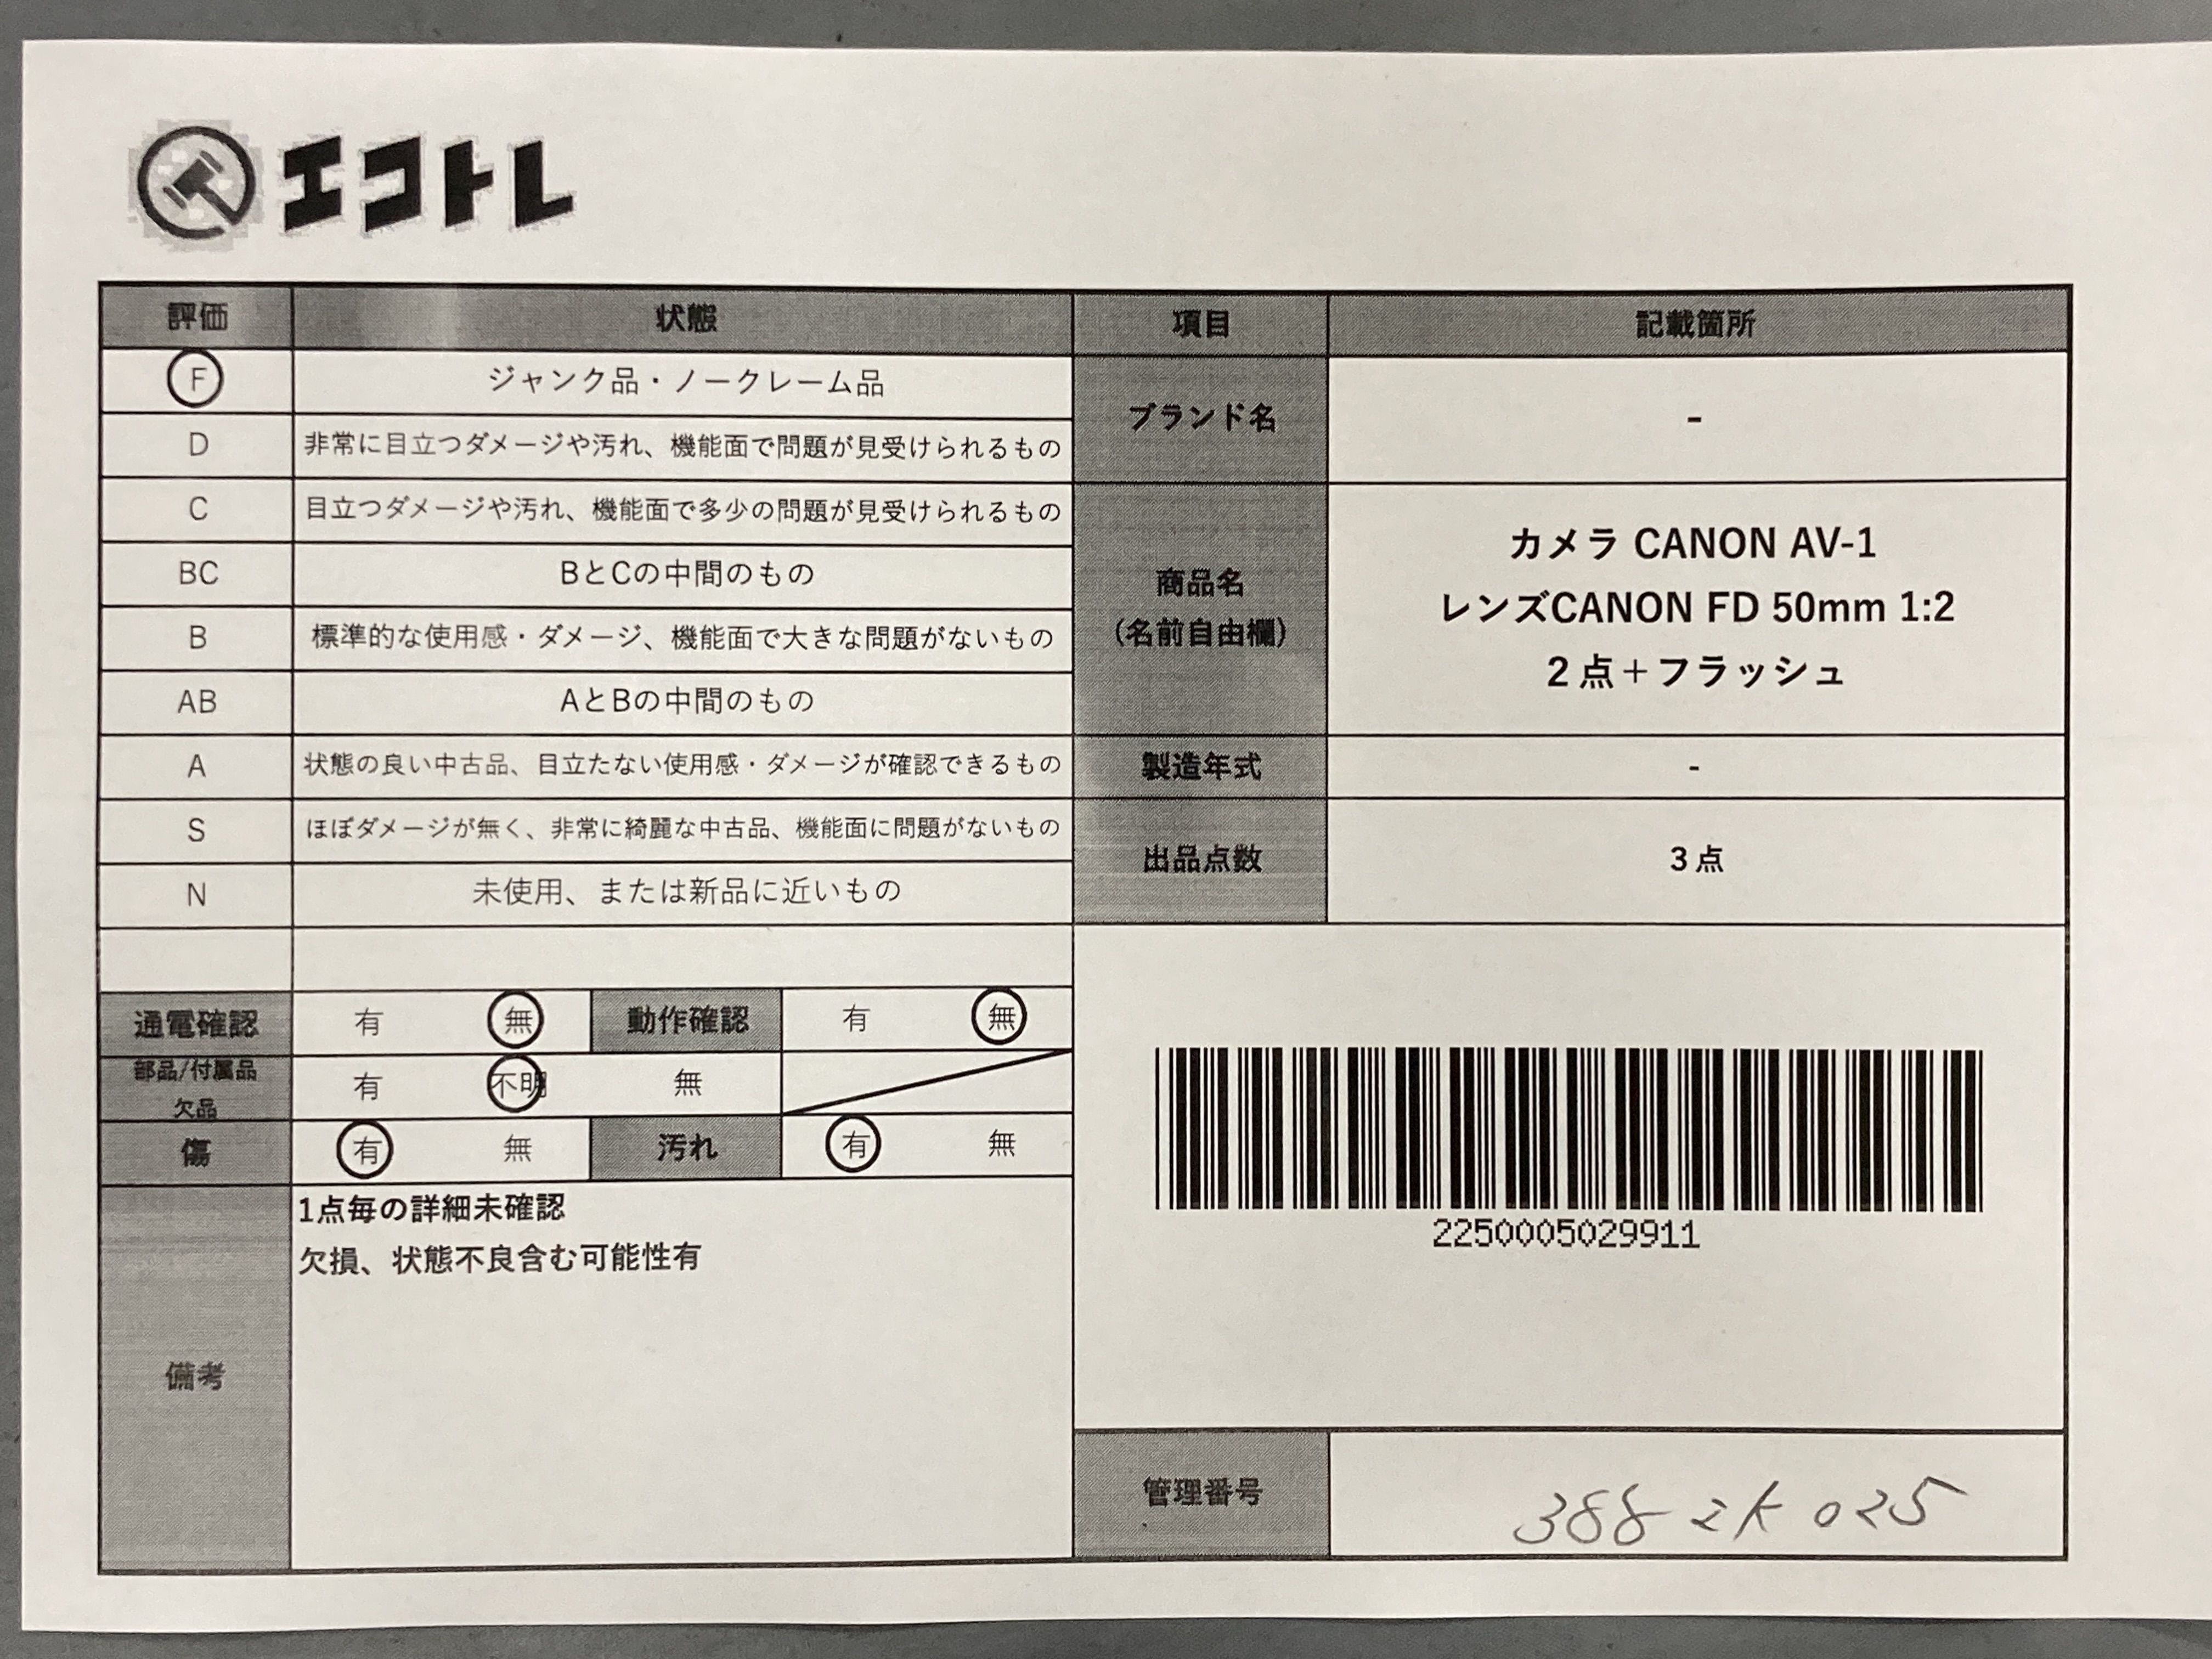 エコトレ
評価 状態 項目 記載箇所
F ジャンク品・ノークレーム品
D 非常に目立つダメージや汚れ、機能面で問題が見受けられるもの
ブランド名 -
C 目立つダメージや汚れ、機能面で多少の問題が見受けられるもの
BC BとCの中間のもの
B 標準的な使用感・ダメージ、機能面で大きな問題がないもの
AB AとBの中間のもの
商品名
(名前自由欄)
カメラ CANON AV-1
レンズCANON FD 50mm 1:2
２点＋フラッシュ
A 状態の良い中古品、目立たない使用感・ダメージが確認できるもの
製造年式 -
S ほぼダメージが無く、非常に綺麗な中古品、機能面に問題がないもの
N 未使用、または新品に近いもの
出品点数 ３点
通電確認 有 無 動作確認 有 無
部品/付属品
欠品
有 不明 無
傷 有 無 汚れ 有 無
備考
1点毎の詳細未確認
欠損、状態不良含む可能性有
2250005029911
管理番号 388 2K 025